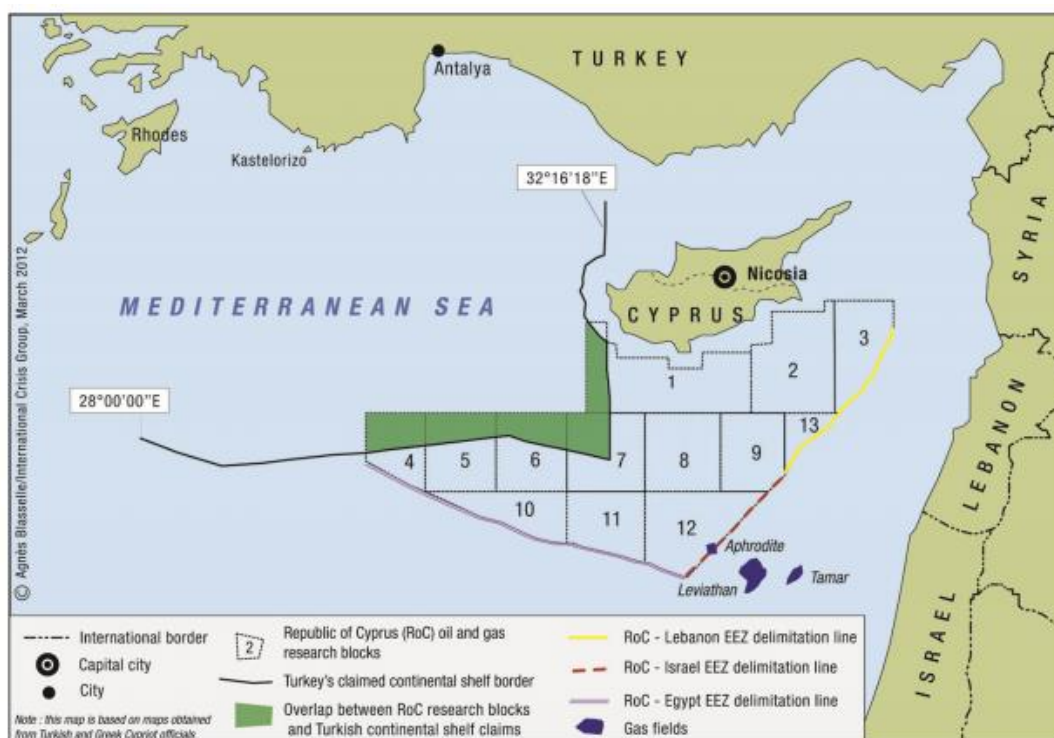 TURKEY
Antalya
Rhodes
Kastelorizo
32°16'18"E
SYRIA
Nicosia
MEDITERRANEAN SEA
CYPRUS
3
2
1
28°00'00"E
LEBANON
13
4
5
6
7
8
9
10
11
12
Aphrodite
Leviathan
Tamar
ISRAEL
© Agnès Blasselle/International Crisis Group, March 2012
International border
Capital city
City
Note : this map is based on maps obtained
from Turkish and Greek Cypriot officials
2
Republic of Cyprus (RoC) oil and gas
research blocks
Turkey's claimed continental shelf border
Overlap between RoC research blocks
and Turkish continental shelf claims
RoC - Lebanon EEZ delimitation line
RoC - Israel EEZ delimitation line
RoC - Egypt EEZ delimitation line
Gas fields